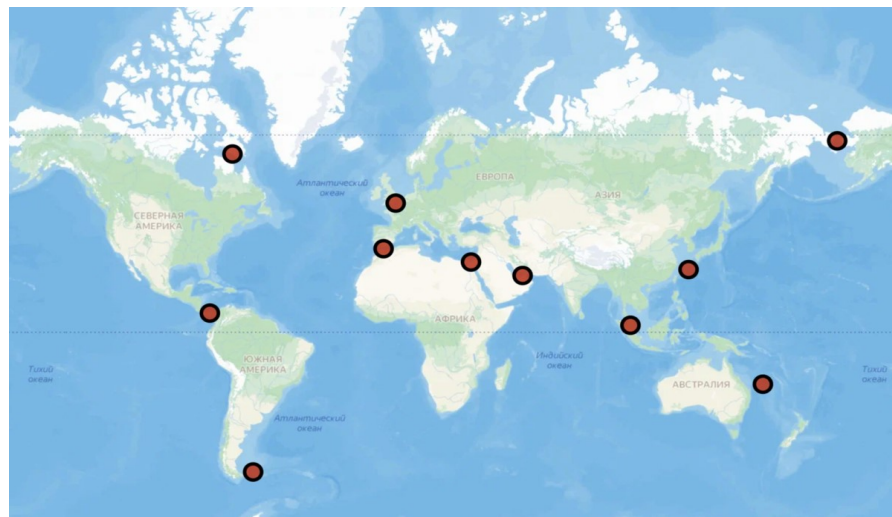 Атлантический
океан
ЕВРОПА
АЗИЯ
СЕВЕРНАЯ
АМЕРИКА
АФРИКА
Индийский
океан
ЮЖНАЯ
АМЕРИКА
Тихий
океан
АВСТРАЛИЯ
Тихий
океан
Атлантический
океан